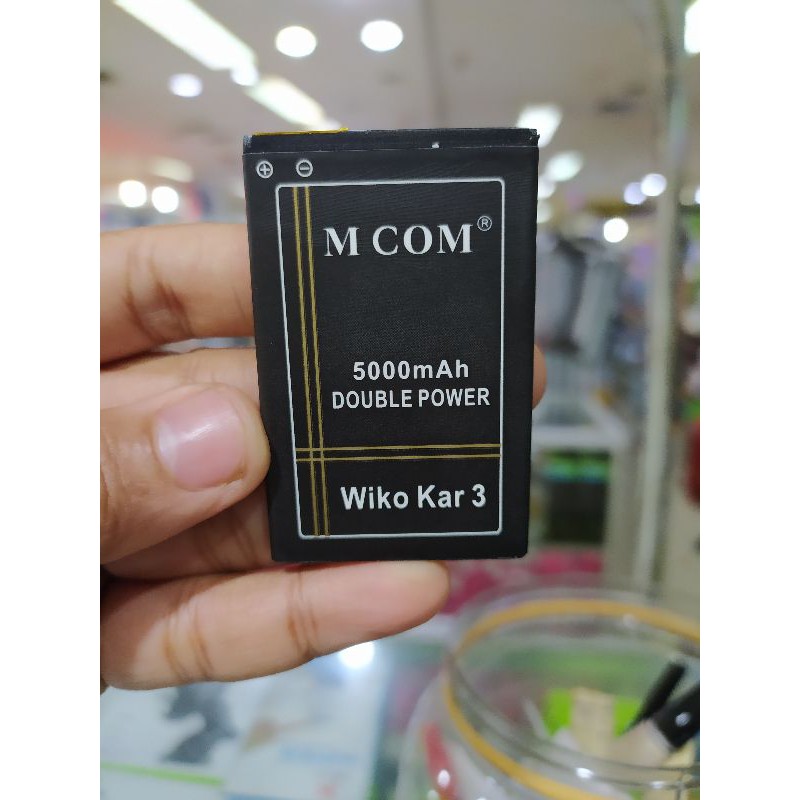 M COM®
5000mAh
DOUBLE POWER
Wiko Kar 3